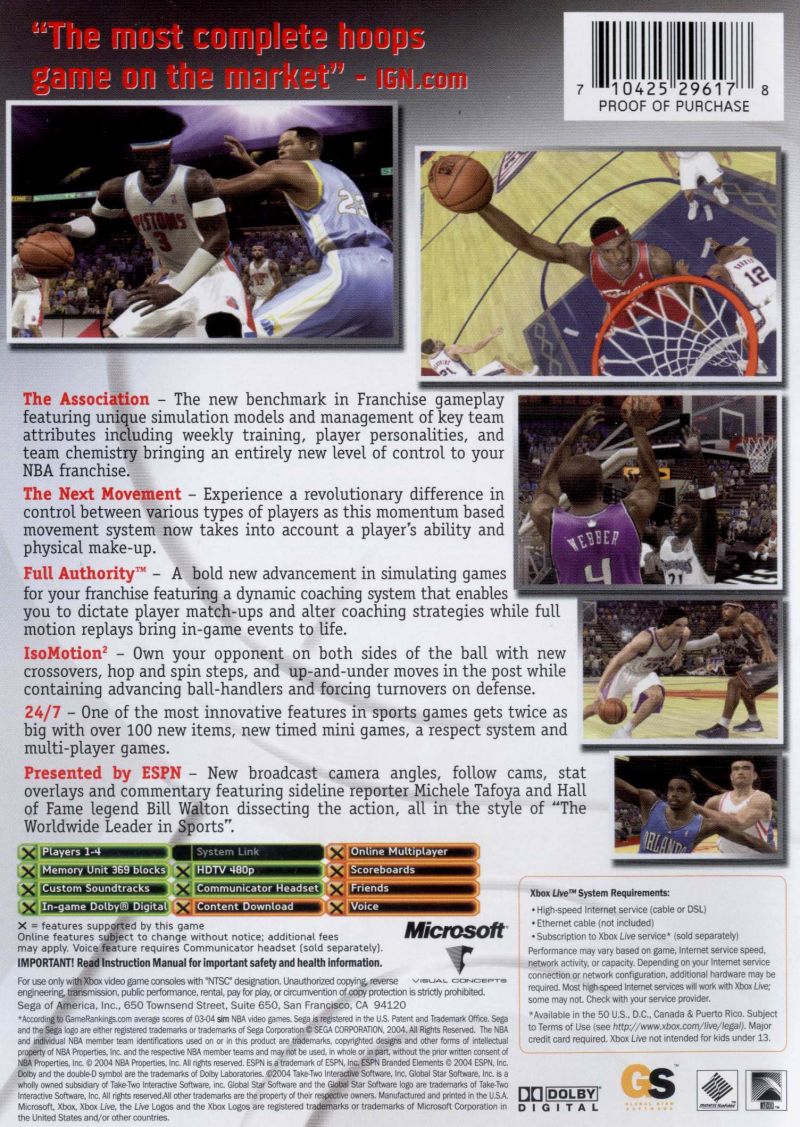 “The most complete hoops
game on the market” - IGN.com
7 10425 29617 8
PROOF OF PURCHASE
PISTONS
3
12
WEBBER
4
21
The Association – The new benchmark in Franchise gameplay
featuring unique simulation models and management of key team
attributes including weekly training, player personalities, and
team chemistry bringing an entirely new level of control to your
NBA franchise.
The Next Movement – Experience a revolutionary difference in
control between various types of players as this momentum based
movement system now takes into account a player's ability and
physical make-up.
Full Authority™ – A bold new advancement in simulating games
for your franchise featuring a dynamic coaching system that enables
you to dictate player match-ups and alter coaching strategies while full
motion replays bring in-game events to life.
IsoMotion² – Own your opponent on both sides of the ball with new
crossovers, hop and spin steps, and up-and-under moves in the post while
containing advancing ball-handlers and forcing turnovers on defense.
24/7 – One of the most innovative features in sports games gets twice as
big with over 100 new items, new timed mini games, a respect system and
multi-player games.
Presented by ESPN – New broadcast camera angles, follow cams, stat
overlays and commentary featuring sideline reporter Michele Tafoya and Hall
of Fame legend Bill Walton dissecting the action, all in the style of “The
Worldwide Leader in Sports”.
ORLANDO
X Players 1-4
System Link
X Online Multiplayer
X Memory Unit 369 blocks
X HDTV 480p
X Scoreboards
X Custom Soundtracks
X Communicator Headset
X Friends
X In-game Dolby® Digital
X Content Download
X Voice
X = features supported by this game
Online features subject to change without notice; additional fees
may apply. Voice feature requires Communicator headset (sold separately).
IMPORTANT! Read Instruction Manual for important safety and health information.
Microsoft®
VISUAL CONCEPTS
For use only with Xbox video game consoles with "NTSC" designation. Unauthorized copying, reverse
engineering, transmission, public performance, rental, pay for play, or circumvention of copy protection is strictly prohibited.
Sega of America, Inc., 650 Townsend Street, Suite 650, San Francisco, CA 94120
*According to GameRankings.com average scores of 03-04 sim NBA video games. Sega is registered in the U.S. Patent and Trademark Office. Sega
and the Sega logo are either registered trademarks or trademarks of Sega Corporation © SEGA CORPORATION, 2004. All Rights Reserved. The NBA
and individual NBA member team identifications used on or in this product are trademarks, copyrighted designs and other forms of intellectual
property of NBA Properties, Inc. and the respective NBA member teams and may not be used, in whole or in part, without the prior written consent of
NBA Properties, Inc. © 2004 NBA Properties, Inc. All rights reserved. ESPN is a trademark of ESPN, Inc. ESPN Branded Elements © 2004 ESPN, Inc.
Dolby and the double-D symbol are the trademarks of Dolby Laboratories. ©2004 Take-Two Interactive Software, Inc. Global Star Software, Inc. is a
wholly owned subsidiary of Take-Two Interactive Software, inc. Global Star Software and the Global Star Software logo are trademarks of Take-Two
Interactive Software, Inc. All rights reserved.All other trademarks are the property of their respective owners. Manufactured and printed in the U.S.A.
Microsoft, Xbox, Xbox Live, the Live Logos and the Xbox Logos are registered trademarks or trademarks of Microsoft Corporation in
the United States and/or other countries.
Xbox Live™ System Requirements:
• High-speed Internet service (cable or DSL)
• Ethernet cable (not included)
• Subscription to Xbox Live service* (sold separately)
Performance may vary based on game, Internet service speed,
network activity, or capacity. Depending on your Internet service
connection or network configuration, additional hardware may be
required. Most high-speed Internet services will work with Xbox Live;
some may not. Check with your service provider.
*Available in the 50 U.S., D.C., Canada & Puerto Rico. Subject
to Terms of Use (see http://www.xbox.com/live/legal). Major
credit card required. Xbox Live not intended for kids under 13.
DOLBY
DIGITAL
GS
GLOBAL STAR
SOFTWARE